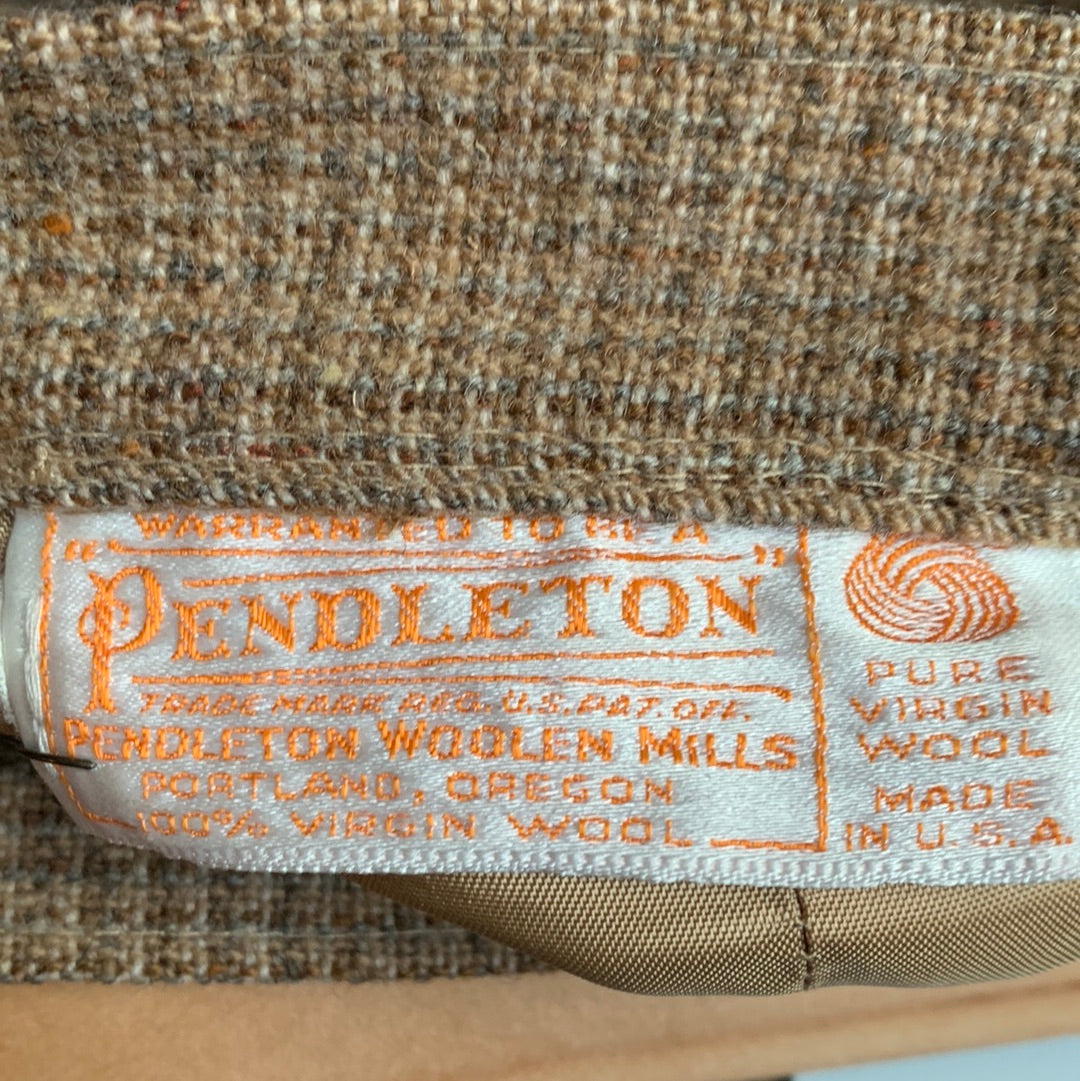 WARRANTED TO BE A
"PENDLETON"
TRADE MARK REG. U.S. PAT. OFF.
PENDLETON WOOLEN MILLS
PORTLAND, OREGON
100% VIRGIN WOOL
PURE
VIRGIN
WOOL
MADE
IN U.S.A.